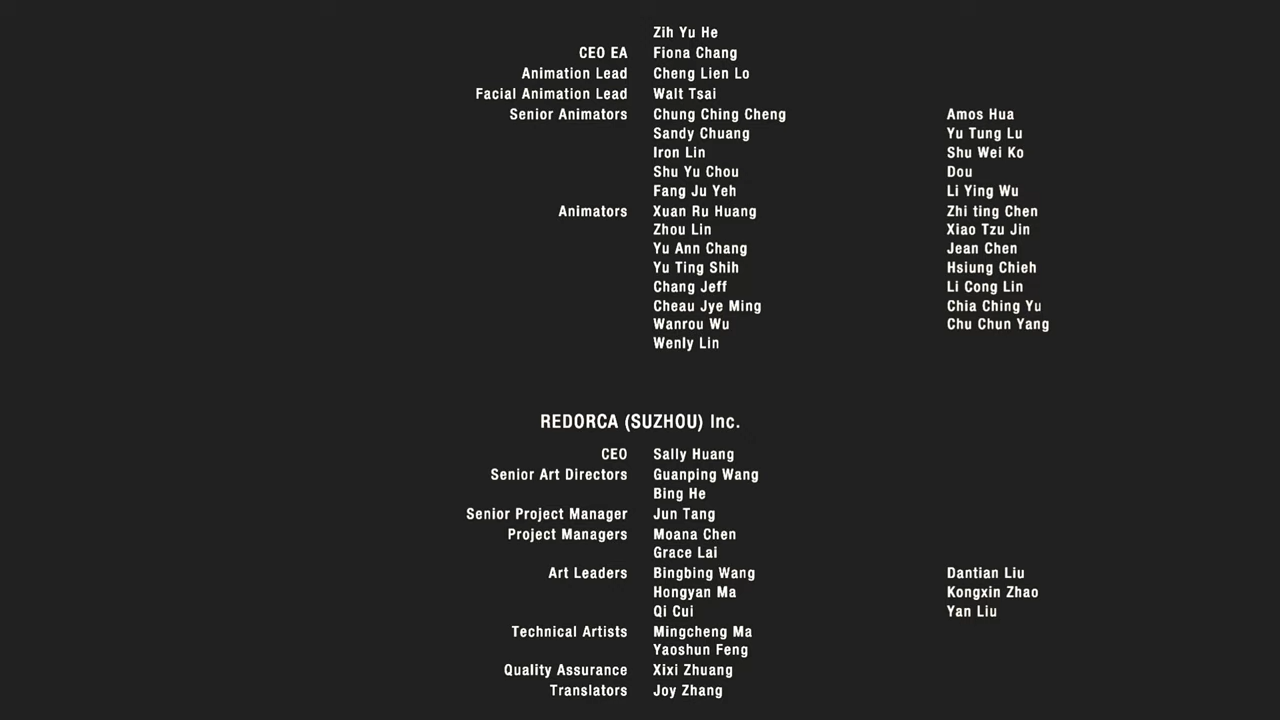 Zih Yu He
CEO EA Fiona Chang
Animation Lead Cheng Lien Lo
Facial Animation Lead Walt Tsai
Senior Animators Chung Ching Cheng Amos Hua
Sandy Chuang Yu Tung Lu
Iron Lin Shu Wei Ko
Shu Yu Chou Dou
Fang Ju Yeh Li Ying Wu
Animators Xuan Ru Huang Zhi ting Chen
Zhou Lin Xiao Tzu Jin
Yu Ann Chang Jean Chen
Yu Ting Shih Hsiung Chieh
Chang Jeff Li Cong Lin
Cheau Jye Ming Chia Ching Yu
Wanrou Wu Chu Chun Yang
Wenly Lin
REDORCA (SUZHOU) Inc.
CEO Sally Huang
Senior Art Directors Guanping Wang
Bing He
Senior Project Manager Jun Tang
Project Managers Moana Chen
Grace Lai
Art Leaders Bingbing Wang Dantian Liu
Hongyan Ma Kongxin Zhao
Qi Cui Yan Liu
Technical Artists Mingcheng Ma
Yaoshun Feng
Quality Assurance Xixi Zhuang
Translators Joy Zhang